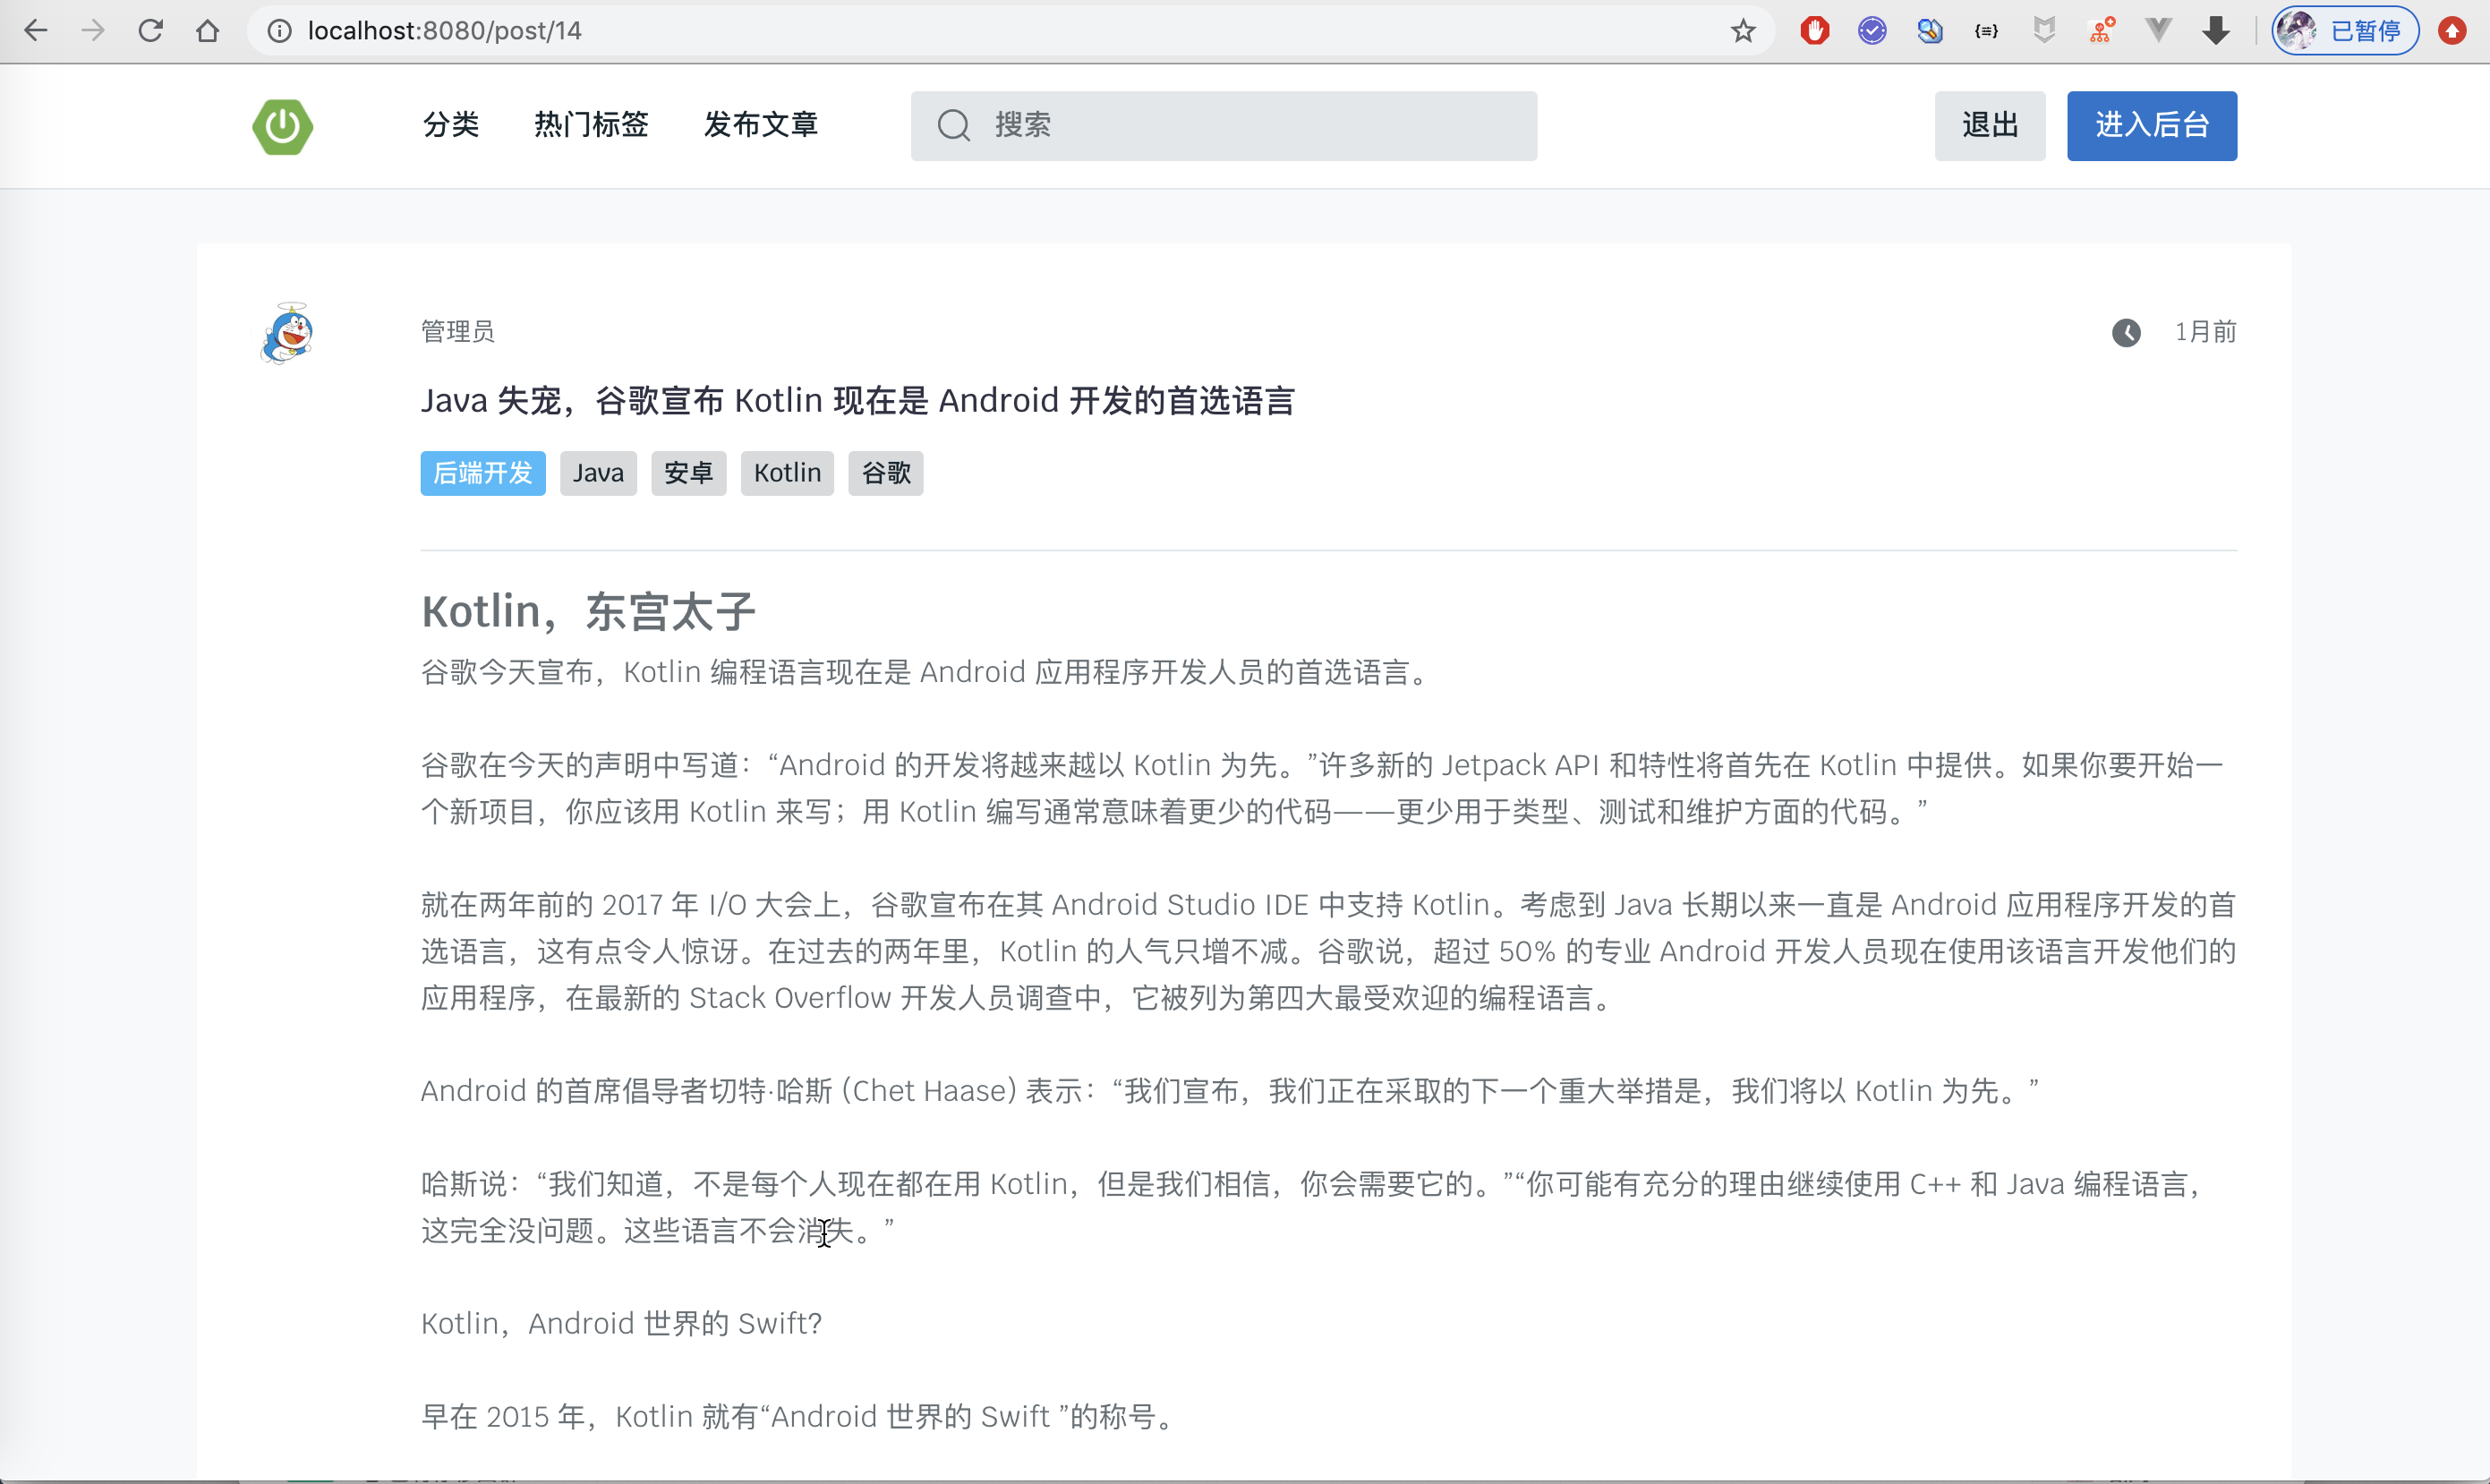 localhost:8080/post/14
已暂停
分类 热门标签 发布文章 搜索 退出 进入后台
管理员 1月前
Java 失宠，谷歌宣布 Kotlin 现在是 Android 开发的首选语言
后端开发 Java 安卓 Kotlin 谷歌
Kotlin，东宫太子
谷歌今天宣布，Kotlin 编程语言现在是 Android 应用程序开发人员的首选语言。
谷歌在今天的声明中写道：“Android 的开发将越来越以 Kotlin 为先。”许多新的 Jetpack API 和特性将首先在 Kotlin 中提供。如果你要开始一
个新项目，你应该用 Kotlin 来写；用 Kotlin 编写通常意味着更少的代码——更少用于类型、测试和维护方面的代码。”
就在两年前的 2017 年 I/O 大会上，谷歌宣布在其 Android Studio IDE 中支持 Kotlin。考虑到 Java 长期以来一直是 Android 应用程序开发的首
选语言，这有点令人惊讶。在过去的两年里，Kotlin 的人气只增不减。谷歌说，超过 50% 的专业 Android 开发人员现在使用该语言开发他们的
应用程序，在最新的 Stack Overflow 开发人员调查中，它被列为第四大最受欢迎的编程语言。
Android 的首席倡导者切特·哈斯 (Chet Haase) 表示：“我们宣布，我们正在采取的下一个重大举措是，我们将以 Kotlin 为先。”
哈斯说：“我们知道，不是每个人现在都在用 Kotlin，但是我们相信，你会需要它的。”“你可能有充分的理由继续使用 C++ 和 Java 编程语言，
这完全没问题。这些语言不会消失。”
Kotlin，Android 世界的 Swift?
早在 2015 年，Kotlin 就有“Android 世界的 Swift ”的称号。